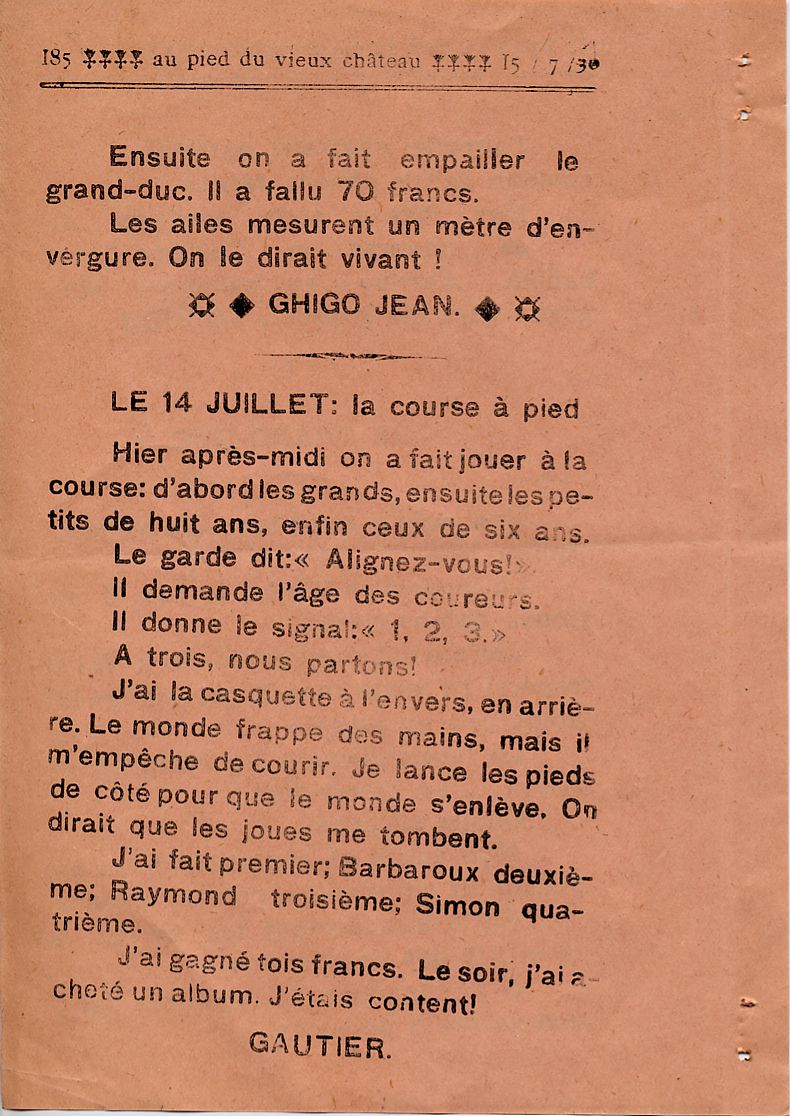 185 ‡‡‡‡ au pied du vieux château ‡‡‡‡ 15 / 7 /30
Ensuite on a fait empailler le
grand-duc. Il a fallu 70 francs.
Les ailes mesurent un mètre d'en-
vergure. On le dirait vivant !
¤ ◆ GHIGO JEAN. ◆ ¤
LE 14 JUILLET: la course à pied
Hier après-midi on a fait jouer à la
course: d'abord les grands, ensuite les pe-
tits de huit ans, enfin ceux de six ans.
Le garde dit:« Alignez-vous!».
Il demande l'âge des coureurs.
Il donne le signal:« 1, 2, 3.»
A trois, nous partons!
J'ai la casquette à l'envers, en arriè-
re. Le monde frappe des mains, mais il
m'empêche de courir. Je lance les pieds
de côté pour que le monde s'enlève. On
dirait que les joues me tombent.
J'ai fait premier; Barbaroux deuxiè-
me; Raymond troisième; Simon qua-
trième.
J'ai gagné tois francs. Le soir, j'ai a-
cheté un album. J'étais content!
GAUTIER.